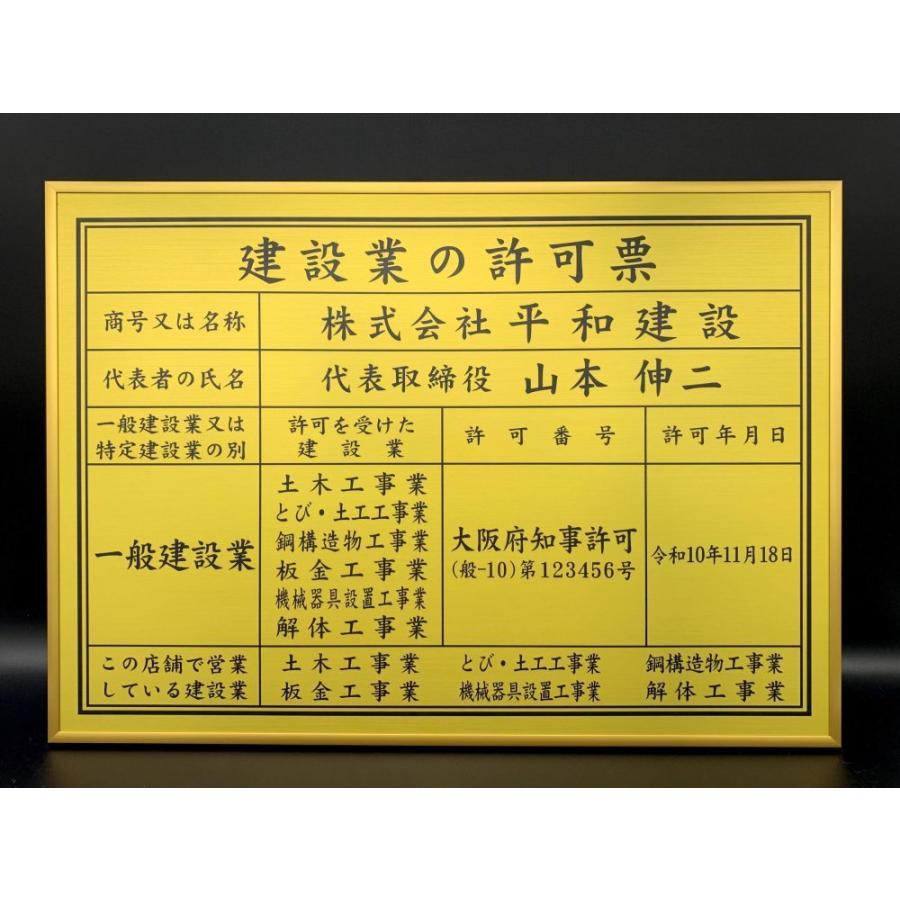 建設業の許可票
商号又は名称
株式会社 平和建設
代表者の氏名
代表取締役 山本 伸二
一般建設業又は
特定建設業の別
許可を受けた
建設業
許可番号
許可年月日
一般建設業
土木工事業
とび・土工工事業
鋼構造物工事業
板金工事業
機械器具設置工事業
解体工事業
大阪府知事許可
(般-10)第123456号
令和10年11月18日
この店舗で営業
している建設業
土木工事業 とび・土工工事業 鋼構造物工事業
板金工事業 機械器具設置工事業 解体工事業